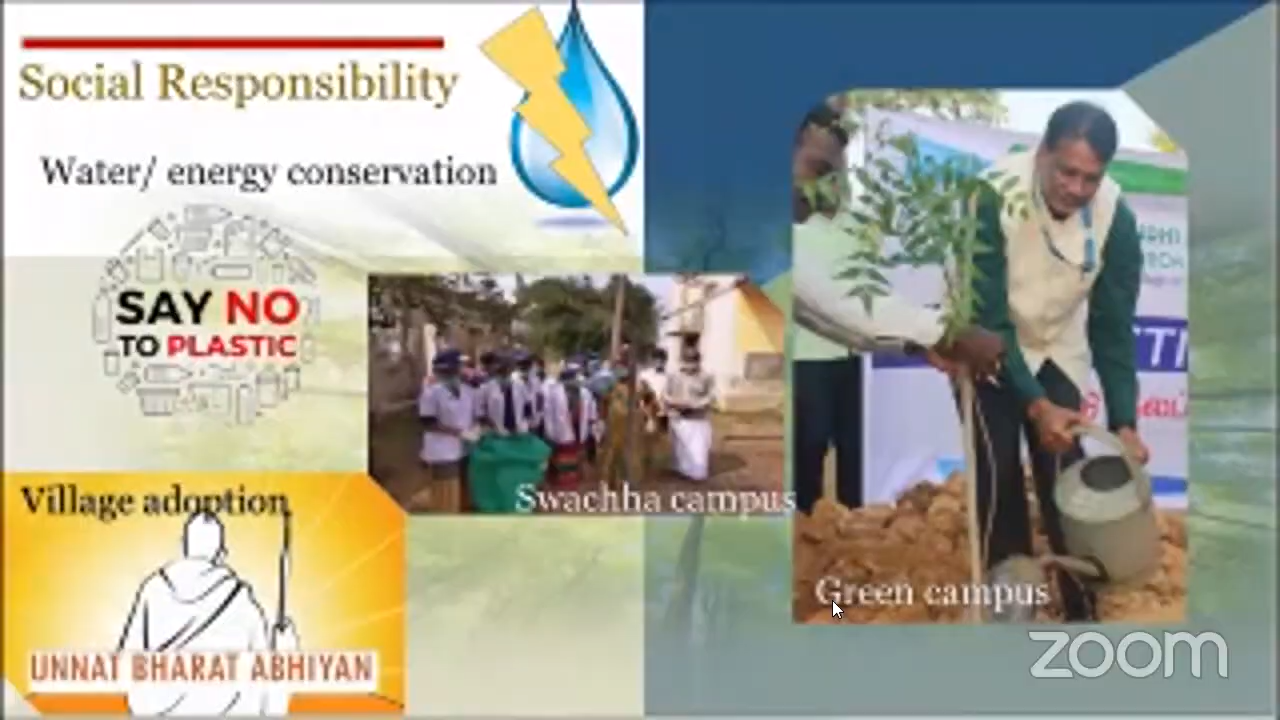 Social Responsibility
Water/ energy conservation
SAY NO
TO PLASTIC
Swachha campus
Village adoption
UNNAT BHARAT ABHIYAN
Green campus
zoom